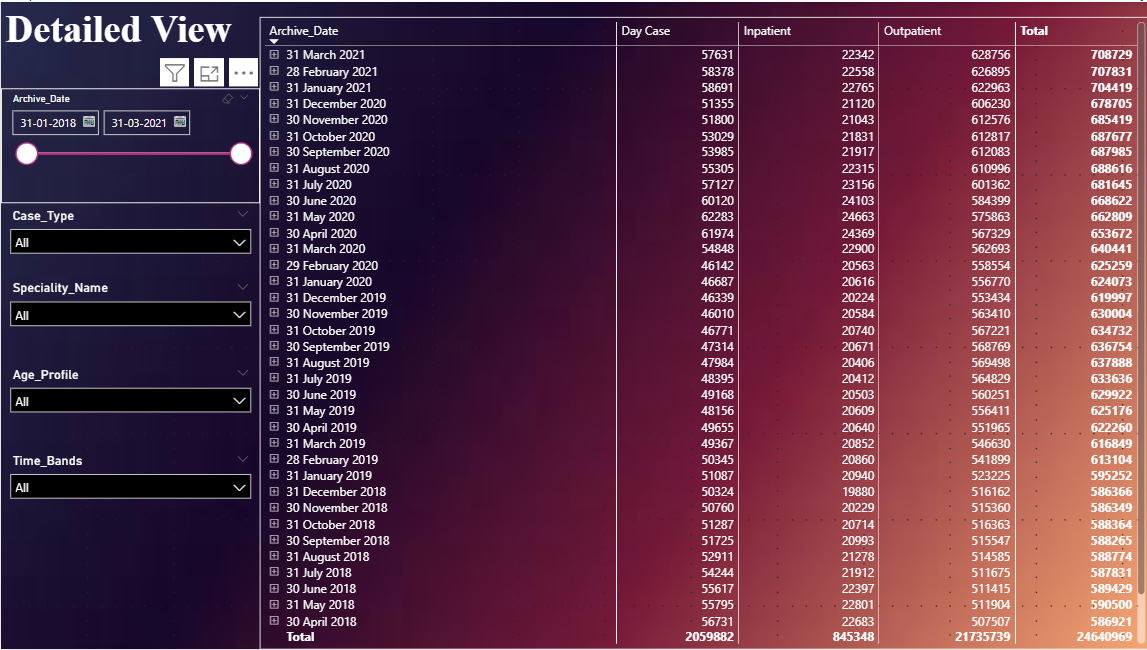 Detailed View
Archive_Date
31-01-2018 31-03-2021
Case_Type
All
Speciality_Name
All
Age_Profile
All
Time_Bands
All
Archive_Date Day Case Inpatient Outpatient Total
31 March 2021 57631 22342 628756 708729
28 February 2021 58378 22558 626895 707831
31 January 2021 58691 22765 622963 704419
31 December 2020 51355 21120 606230 678705
30 November 2020 51800 21043 612576 685419
31 October 2020 53029 21831 612817 687677
30 September 2020 53985 21917 612083 687985
31 August 2020 55305 22315 610996 688616
31 July 2020 57127 23156 601362 681645
30 June 2020 60120 24103 584399 668622
31 May 2020 62283 24663 575863 662809
30 April 2020 61974 24369 567329 653672
31 March 2020 54848 22900 562693 640441
29 February 2020 46142 20563 558554 625259
31 January 2020 46687 20616 556770 624073
31 December 2019 46339 20224 553434 619997
30 November 2019 46010 20584 563410 630004
31 October 2019 46771 20740 567221 634732
30 September 2019 47314 20671 568769 636754
31 August 2019 47984 20406 569498 637888
31 July 2019 48395 20412 564829 633636
30 June 2019 49168 20503 560251 629922
31 May 2019 48156 20609 556411 625176
30 April 2019 49655 20640 551965 622260
31 March 2019 49367 20852 546630 616849
28 February 2019 50345 20860 541899 613104
31 January 2019 51087 20940 523225 595252
31 December 2018 50324 19880 516162 586366
30 November 2018 50760 20229 515360 586349
31 October 2018 51287 20714 516363 588364
30 September 2018 51725 20993 515547 588265
31 August 2018 52911 21278 514585 588774
31 July 2018 54244 21912 511675 587831
30 June 2018 55617 22397 511415 589429
31 May 2018 55795 22801 511904 590500
30 April 2018 56731 22683 507507 586921
Total 2059882 845348 21735739 24640969